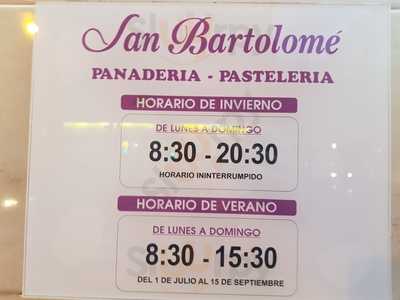 San Bartolomé
PANADERIA - PASTELERIA
HORARIO DE INVIERNO
DE LUNES A DOMINGO
8:30 - 20:30
HORARIO ININTERRUMPIDO
HORARIO DE VERANO
DE LUNES A DOMINGO
8:30 - 15:30
DEL 1 DE JULIO AL 15 DE SEPTIEMBRE